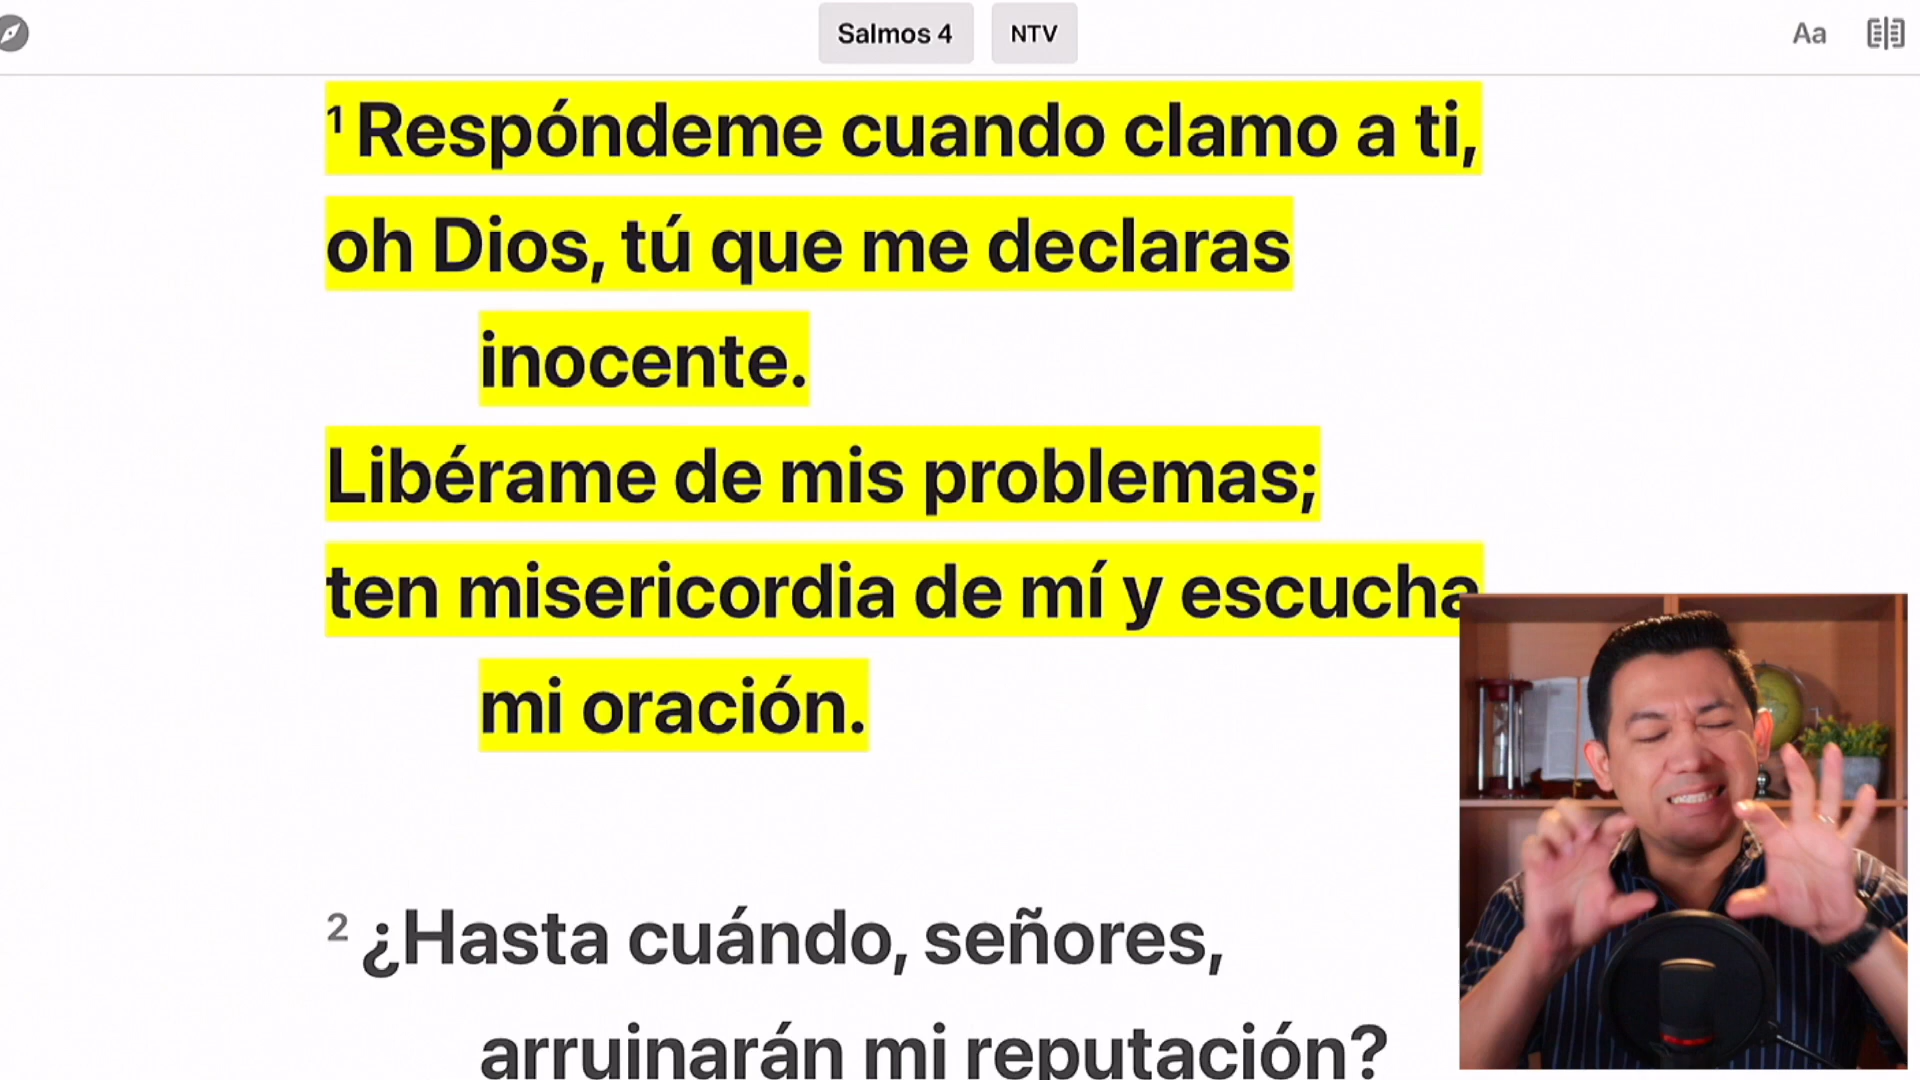 Salmos 4 NTV Aa
1 Respóndeme cuando clamo a ti,
oh Dios, tú que me declaras
inocente.
Libérame de mis problemas;
ten misericordia de mí y escucha
mi oración.
2 ¿Hasta cuándo, señores,
arruinarán mi reputación?